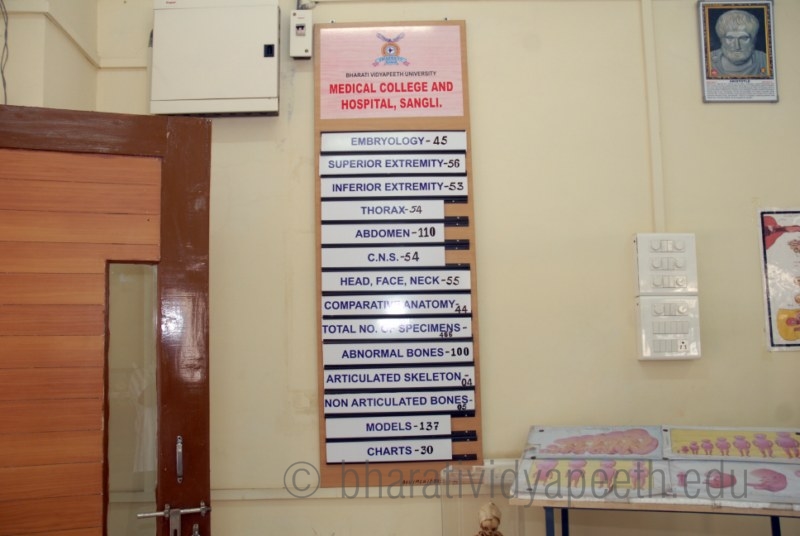 BHARATI VIDYAPEETH UNIVERSITY
MEDICAL COLLEGE AND
HOSPITAL, SANGLI.
EMBRYOLOGY-45
SUPERIOR EXTREMITY-56
INFERIOR EXTREMITY-53
THORAX-54
ABDOMEN-110
C.N.S.-54
HEAD, FACE, NECK-55
COMPARATIVE ANATOMY-44
TOTAL NO. OF SPECIMENS-
ABNORMAL BONES-100
ARTICULATED SKELETON-04
NON ARTICULATED BONES-05
MODELS-137
CHARTS-30
© bharatividyapeeth.edu